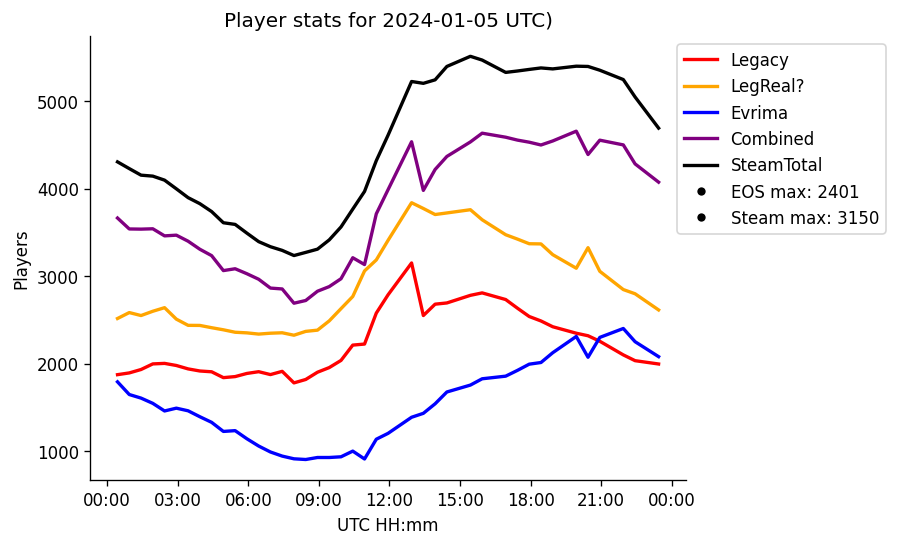 Player stats for 2024-01-05 UTC)
Legacy
LegReal?
Evrima
Combined
SteamTotal
EOS max: 2401
Steam max: 3150
Players
5000
4000
3000
2000
1000
00:00 03:00 06:00 09:00 12:00 15:00 18:00 21:00 00:00
UTC HH:mm